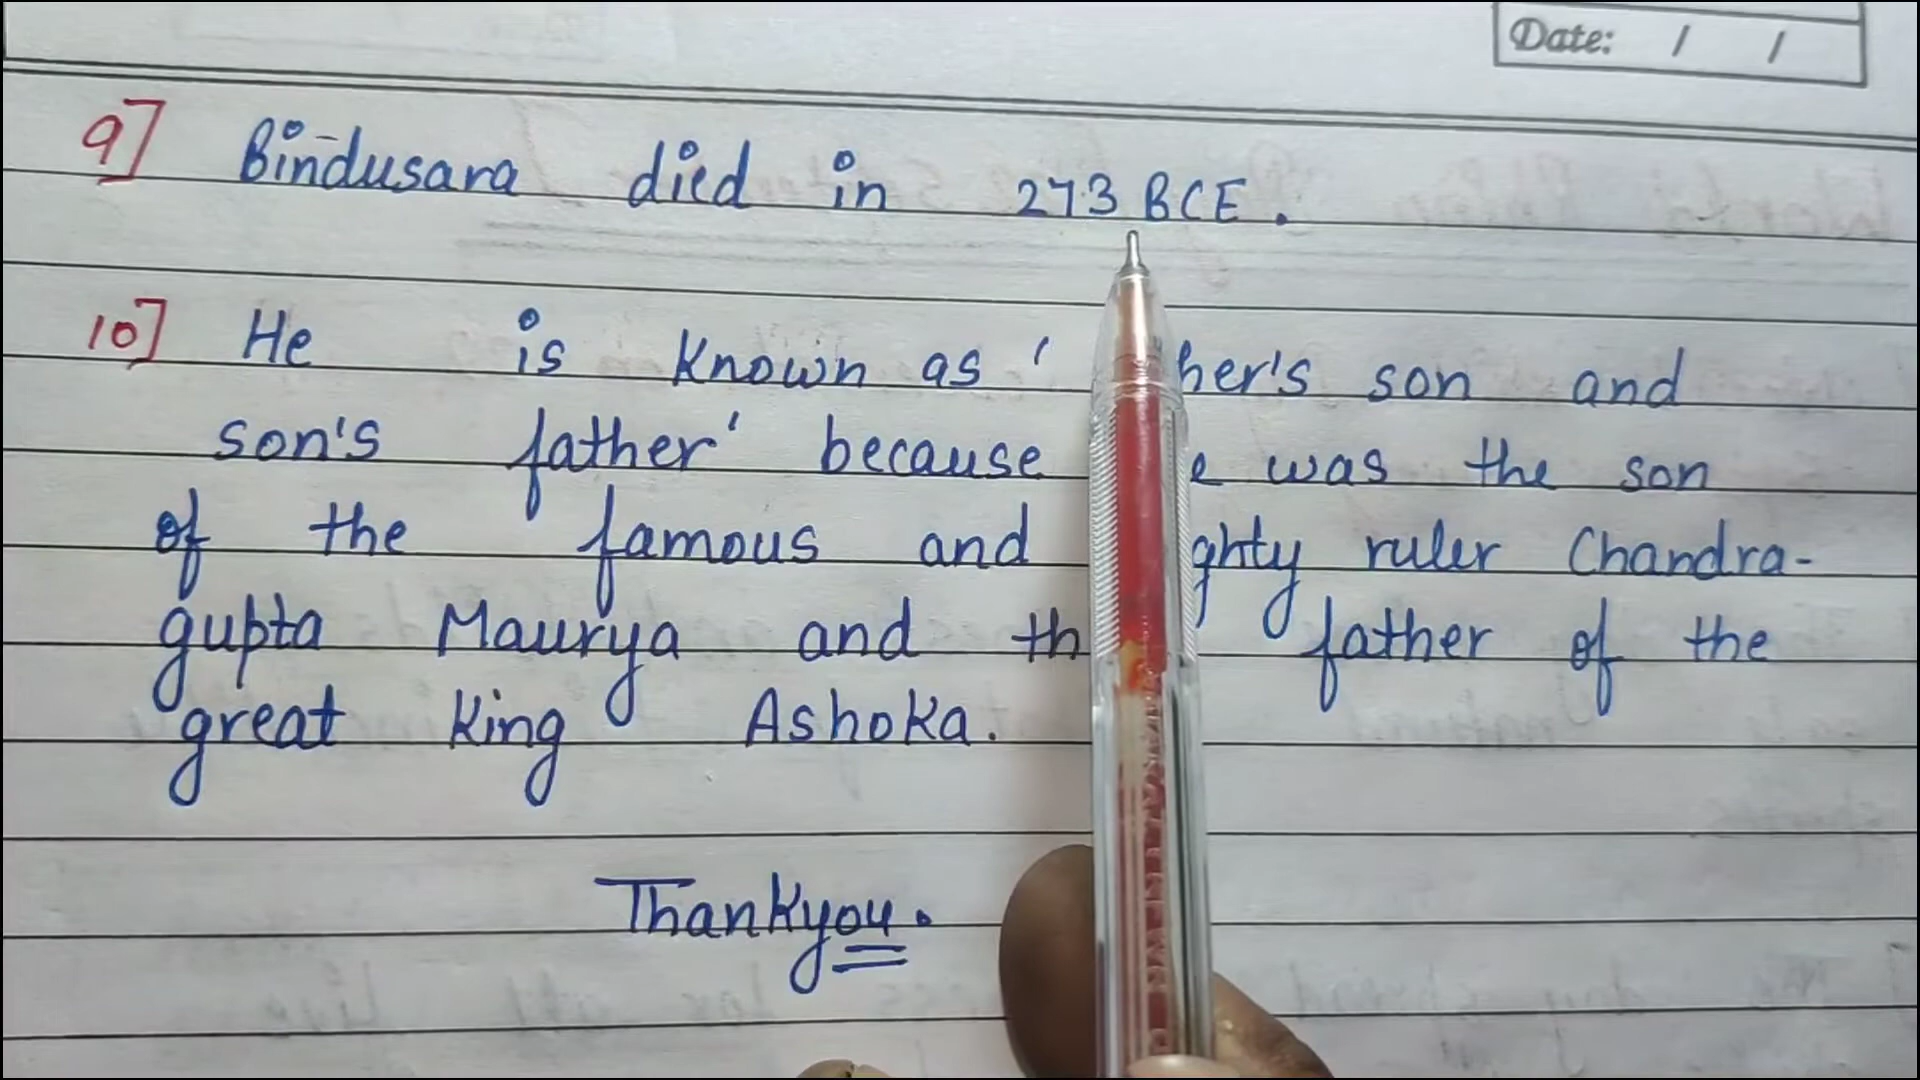 Date: / /
9] Bindusara died in 273 BCE.
10] He is known as ' her's son and
son's father' because e was the son
of the famous and ghty ruler Chandra-
gupta Maurya and th father of the
great king Ashoka.
Thankyou.